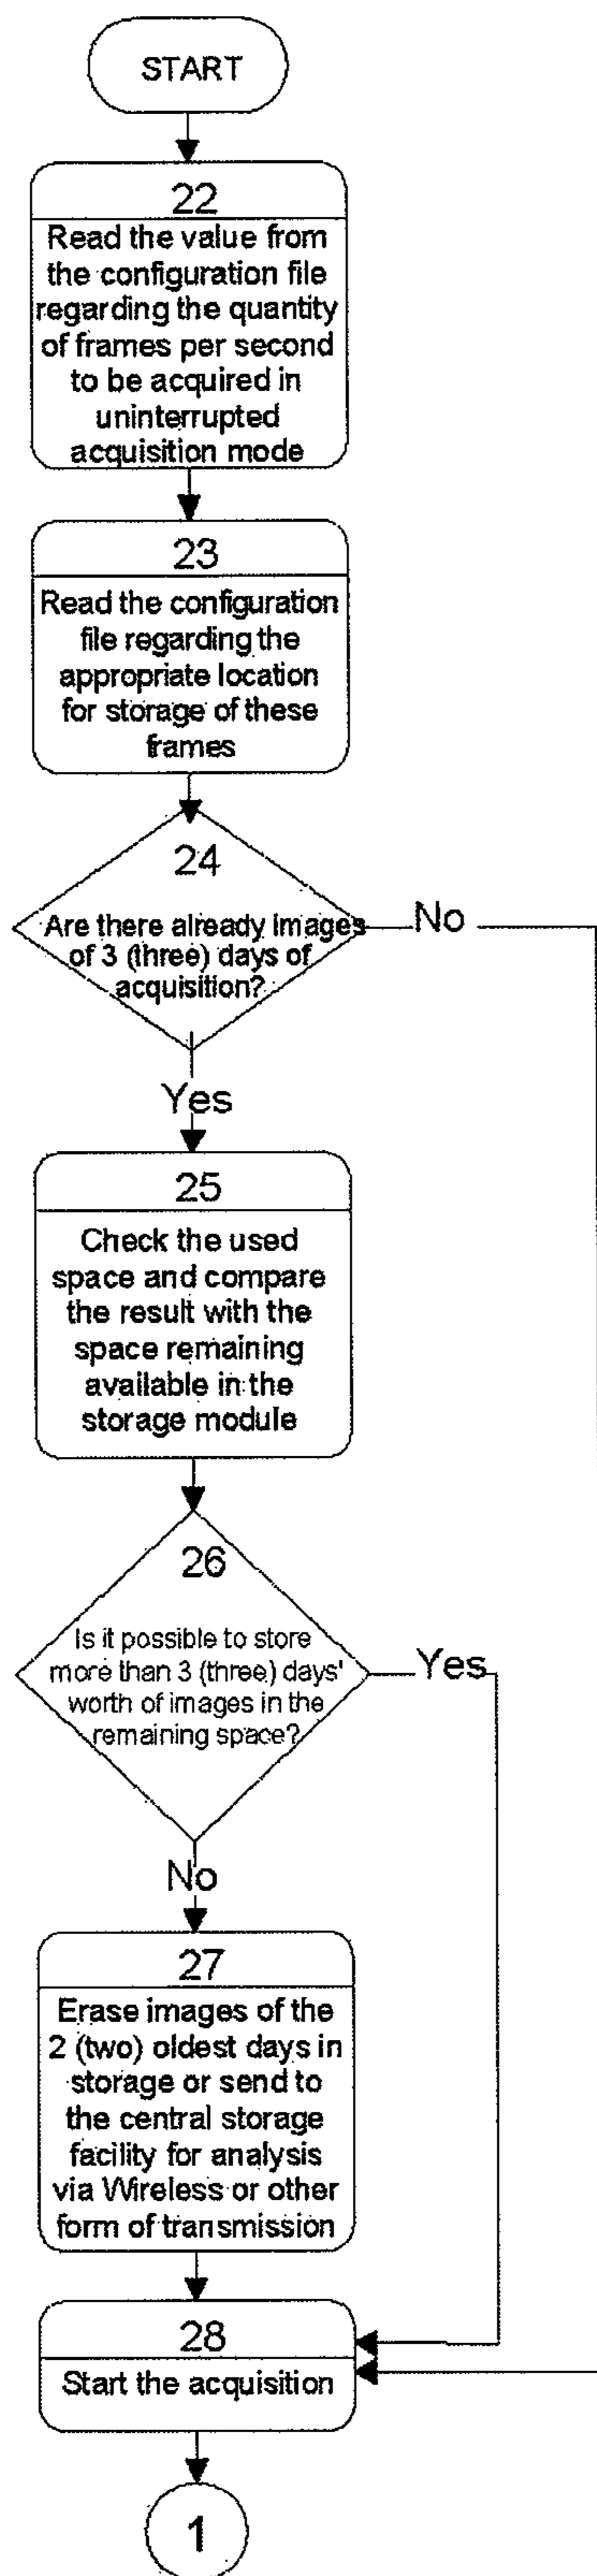 START
22
Read the value from
the configuration file
regarding the quantity
of frames per second
to be acquired in
uninterrupted
acquisition mode
23
Read the configuration
file regarding the
appropriate location
for storage of these
frames
24
Are there already images
of 3 (three) days of
acquisition?
No
Yes
25
Check the used
space and compare
the result with the
space remaining
available in the
storage module
26
Is it possible to store
more than 3 (three) days'
worth of images in the
remaining space?
Yes
No
27
Erase images of the
2 (two) oldest days in
storage or send to
the central storage
facility for analysis
via Wireless or other
form of transmission
28
Start the acquisition
1